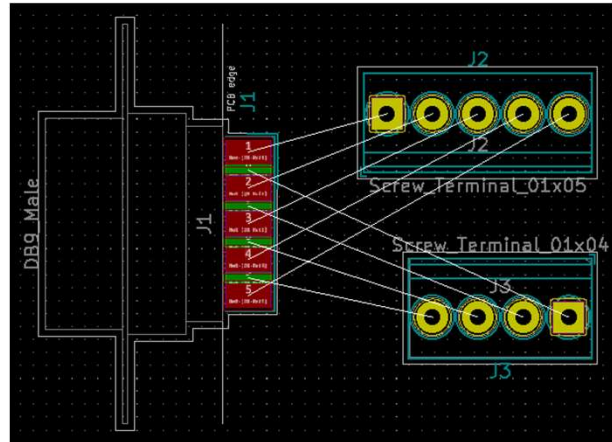 J2
PCB edge
J1
1
2
3
4
5
DB9_Male
J1
J2
Screw_Terminal_01x05
Screw_Terminal_01x04
J3
J3